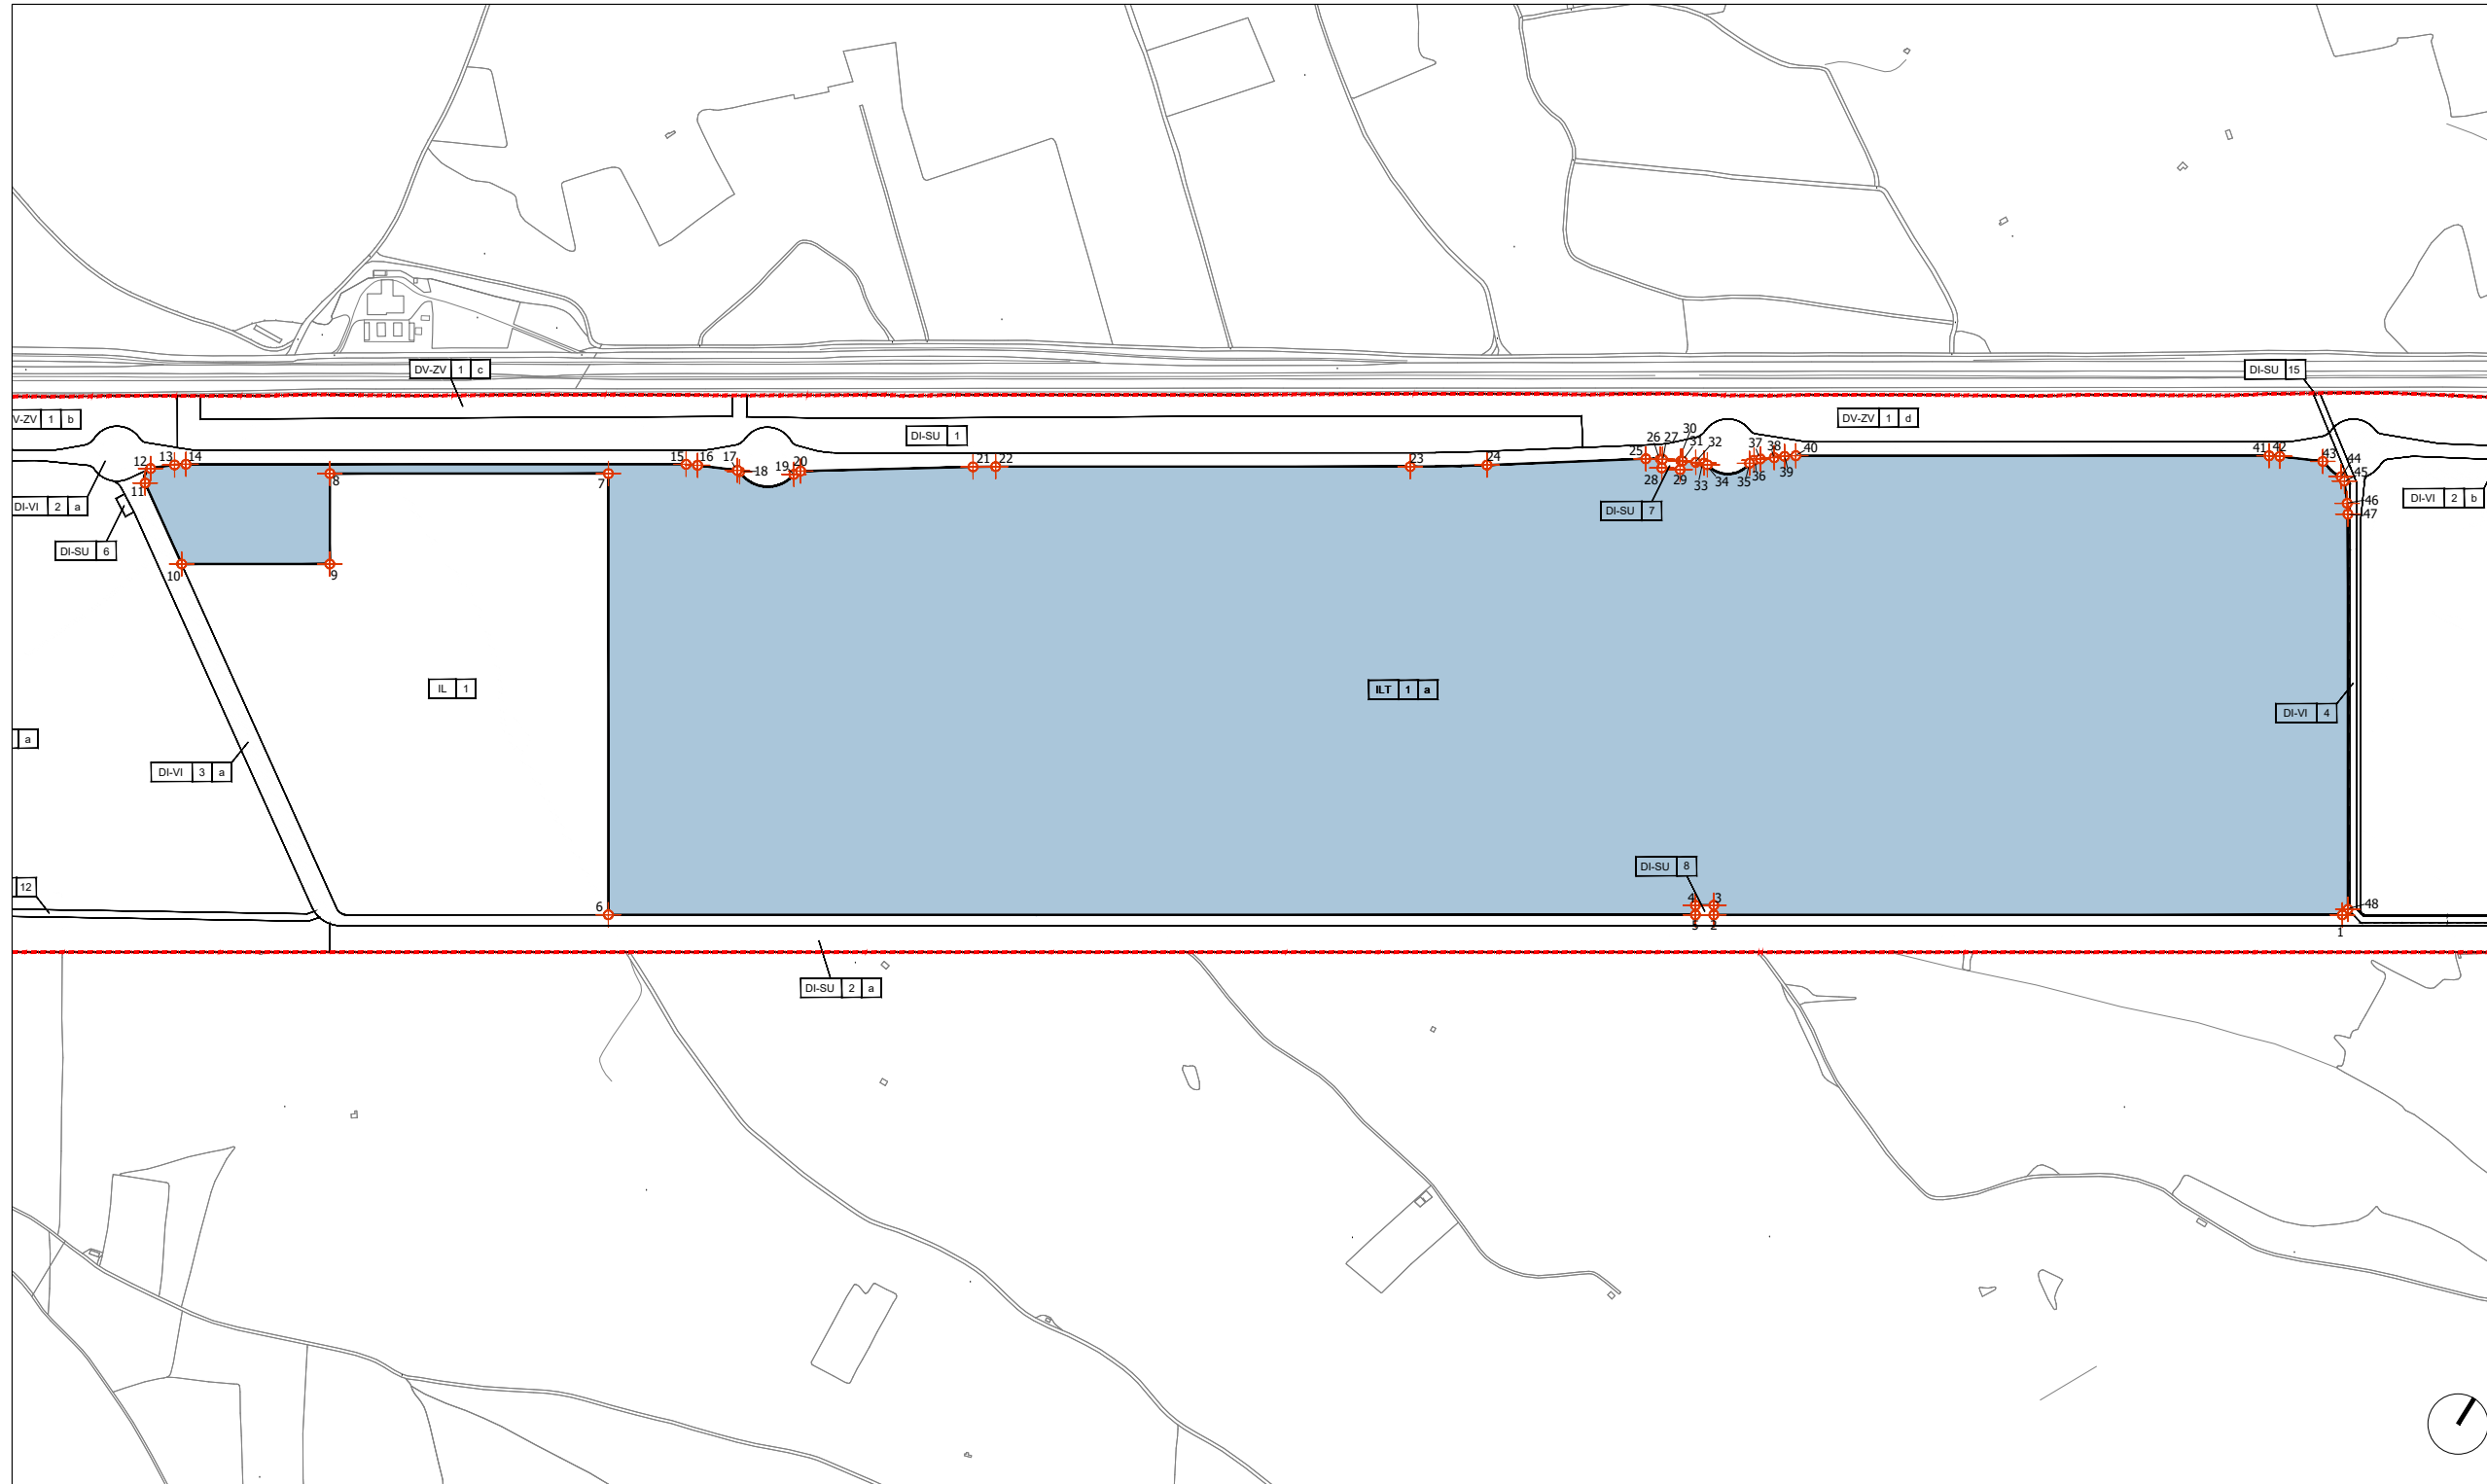 DV-ZV 1 c
DI-SU 15
V-ZV 1 b
DI-SU 1
DV-ZV 1 d
12 13 14
15 16 17 18 19 20
21 22
23 24
25 26 27 30 31 32
37 38 40
28 29 33 34 35 36 39
41 42 43 44 45
46
47
11
8
7
DI-VI 2 a
DI-SU 7
DI-VI 2 b
DI-SU 6
10
9
IL 1
ILT 1 a
DI-VI 4
a
DI-VI 3 a
DI-SU 8
12
6
4 3
5 2
48
1
DI-SU 2 a